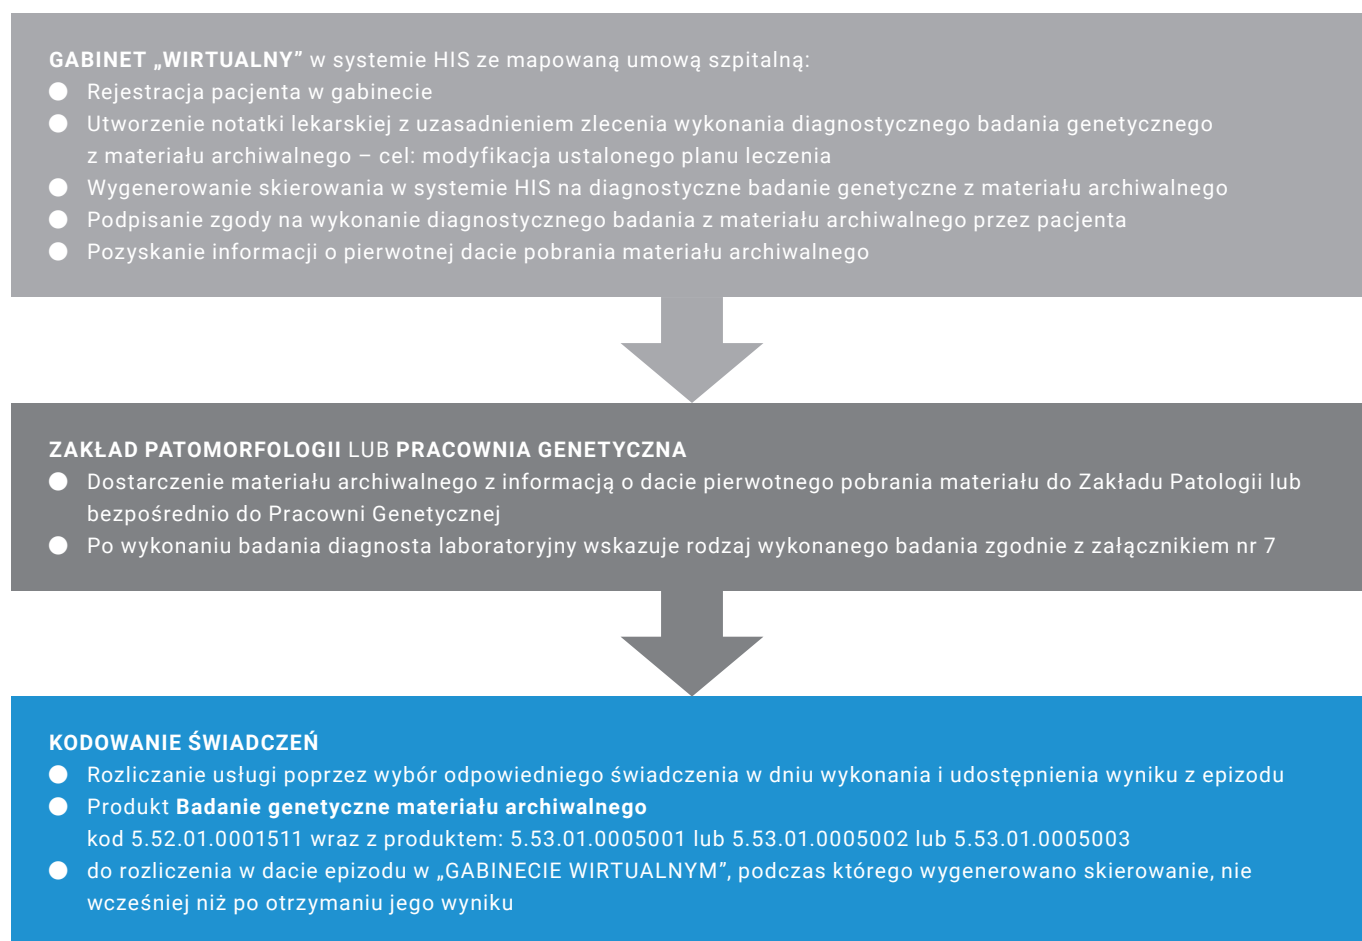 GABINET „WIRTUALNY” w systemie HIS ze mapowaną umową szpitalną:
Rejestracja pacjenta w gabinecie
Utworzenie notatki lekarskiej z uzasadnieniem zlecenia wykonania diagnostycznego badania genetycznego
z materiału archiwalnego – cel: modyfikacja ustalonego planu leczenia
Wygenerowanie skierowania w systemie HIS na diagnostyczne badanie genetyczne z materiału archiwalnego
Podpisanie zgody na wykonanie diagnostycznego badania z materiału archiwalnego przez pacjenta
Pozyskanie informacji o pierwotnej dacie pobrania materiału archiwalnego
ZAKŁAD PATOMORFOLOGII LUB PRACOWNIA GENETYCZNA
Dostarczenie materiału archiwalnego z informacją o dacie pierwotnego pobrania materiału do Zakładu Patologii lub
bezpośrednio do Pracowni Genetycznej
Po wykonaniu badania diagnosta laboratoryjny wskazuje rodzaj wykonanego badania zgodnie z załącznikiem nr 7
KODOWANIE ŚWIADCZEŃ
Rozliczanie usługi poprzez wybór odpowiedniego świadczenia w dniu wykonania i udostępnienia wyniku z epizodu
Produkt Badanie genetyczne materiału archiwalnego
kod 5.52.01.0001511 wraz z produktem: 5.53.01.0005001 lub 5.53.01.0005002 lub 5.53.01.0005003
do rozliczenia w dacie epizodu w „GABINECIE WIRTUALNYM”, podczas którego wygenerowano skierowanie, nie
wcześniej niż po otrzymaniu jego wyniku